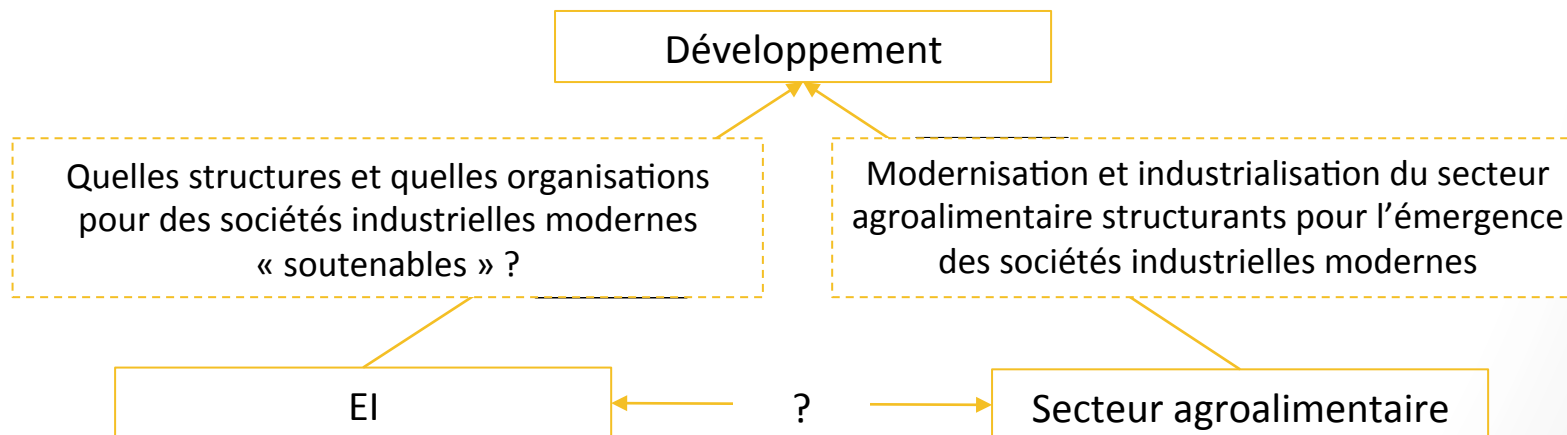 Développement
Quelles structures et quelles organisations
pour des sociétés industrielles modernes
« soutenables » ?
Modernisation et industrialisation du secteur
agroalimentaire structurants pour l’émergence
des sociétés industrielles modernes
EI
?
Secteur agroalimentaire